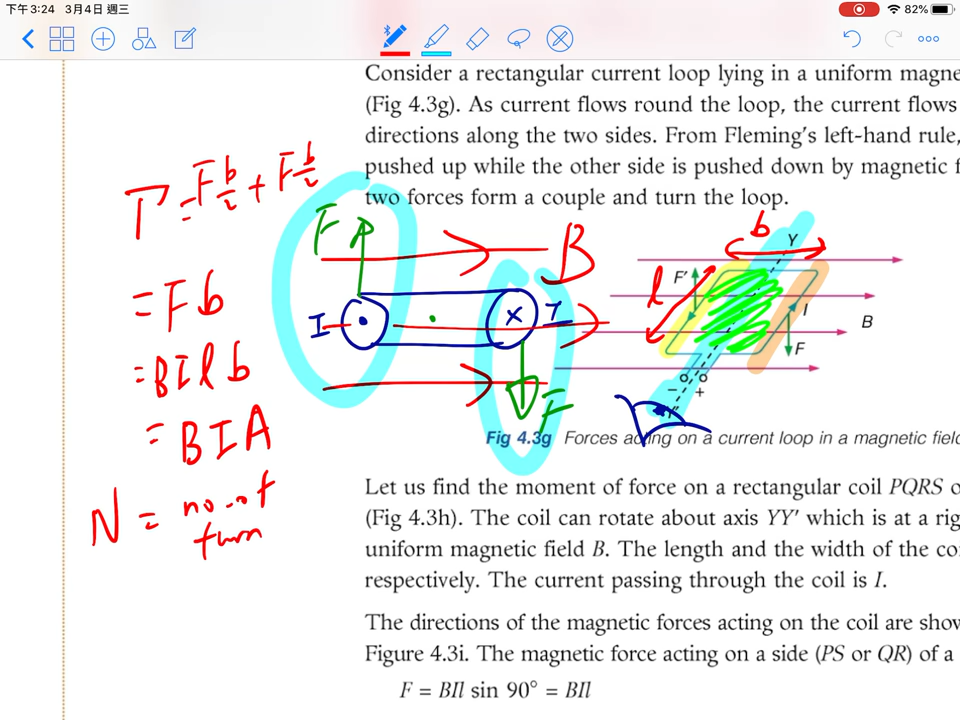 下午3:24 3月4日 週三
82%
Consider a rectangular current loop lying in a uniform magne
(Fig 4.3g). As current flows round the loop, the current flows
directions along the two sides. From Fleming's left-hand rule,
pushed up while the other side is pushed down by magnetic f
two forces form a couple and turn the loop.
Γ = F b/2 + F b/2
= Fb
= BIlb
= BIA
N = no. of
turn
F
B
I
X
I
F
b
Y
F'
l
I
B
F
- +
Fig 4.3g Forces acting on a current loop in a magnetic field
Let us find the moment of force on a rectangular coil PQRS o
(Fig 4.3h). The coil can rotate about axis YY' which is at a rig
uniform magnetic field B. The length and the width of the co
respectively. The current passing through the coil is I.
The directions of the magnetic forces acting on the coil are show
Figure 4.3i. The magnetic force acting on a side (PS or QR) of a
F = BIl sin 90° = BIl